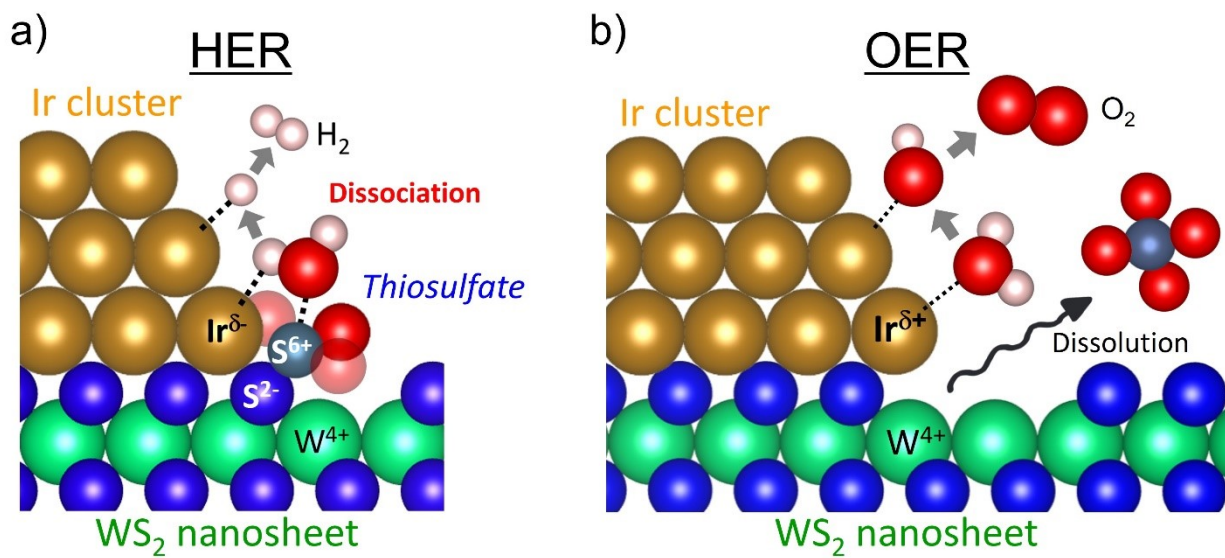 a)
HER
Ir cluster
H₂
Dissociation
Thiosulfate
Irδ-
S6+
S2-
W4+
WS₂ nanosheet
b)
OER
Ir cluster
O₂
Irδ+
Dissolution
W4+
WS₂ nanosheet